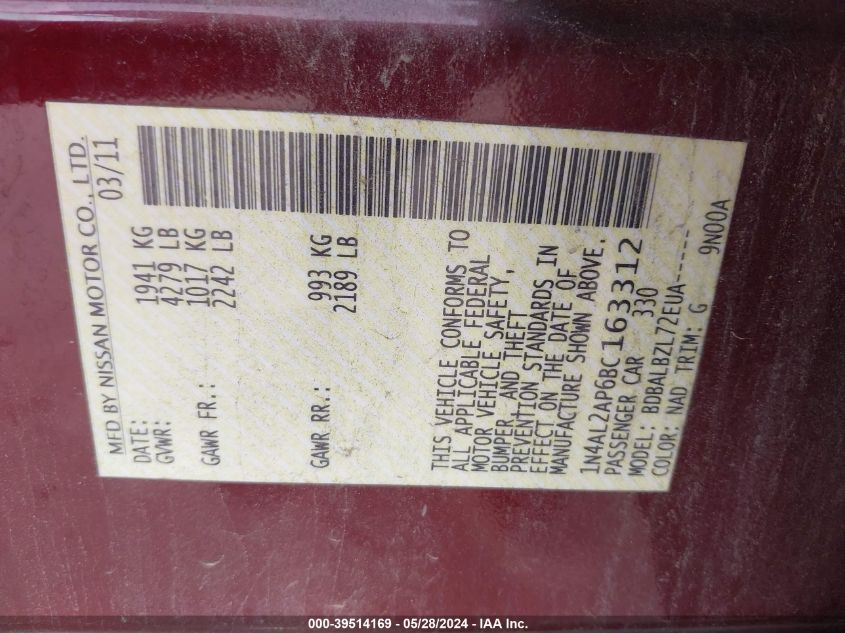 MFD BY NISSAN MOTOR CO., LTD.
DATE: 03/11
GVWR: 1941 KG
4279 LB
GAWR FR.: 1017 KG
2242 LB
GAWR RR.: 993 KG
2189 LB
THIS VEHICLE CONFORMS TO
ALL APPLICABLE FEDERAL
MOTOR VEHICLE SAFETY,
BUMPER, AND THEFT
PREVENTION STANDARDS IN
EFFECT ON THE DATE OF
MANUFACTURE SHOWN ABOVE.
1N4AL2AP6BC163312
PASSENGER CAR 330
MODEL: BDBALBZL72EUA-----
COLOR: NAD TRIM: G 9N00A
000-39514169 - 05/28/2024 - IAA Inc.